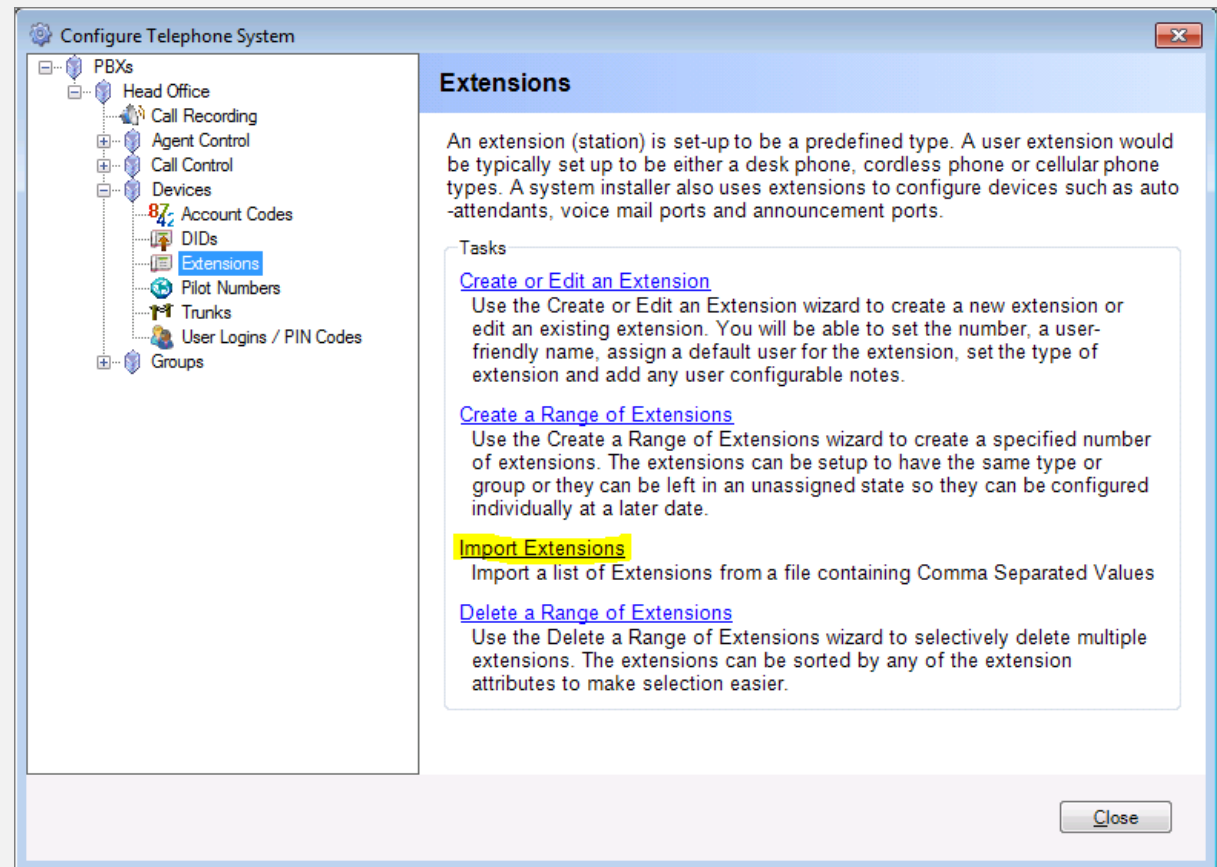 Configure Telephone System
PBXs
Head Office
Call Recording
Agent Control
Call Control
Devices
Account Codes
DIDs
Extensions
Pilot Numbers
Trunks
User Logins / PIN Codes
Groups
Extensions
An extension (station) is set-up to be a predefined type. A user extension would
be typically set up to be either a desk phone, cordless phone or cellular phone
types. A system installer also uses extensions to configure devices such as auto
-attendants, voice mail ports and announcement ports.
Tasks
Create or Edit an Extension
Use the Create or Edit an Extension wizard to create a new extension or
edit an existing extension. You will be able to set the number, a user-
friendly name, assign a default user for the extension, set the type of
extension and add any user configurable notes.
Create a Range of Extensions
Use the Create a Range of Extensions wizard to create a specified number
of extensions. The extensions can be setup to have the same type or
group or they can be left in an unassigned state so they can be configured
individually at a later date.
Import Extensions
Import a list of Extensions from a file containing Comma Separated Values
Delete a Range of Extensions
Use the Delete a Range of Extensions wizard to selectively delete multiple
extensions. The extensions can be sorted by any of the extension
attributes to make selection easier.
Close